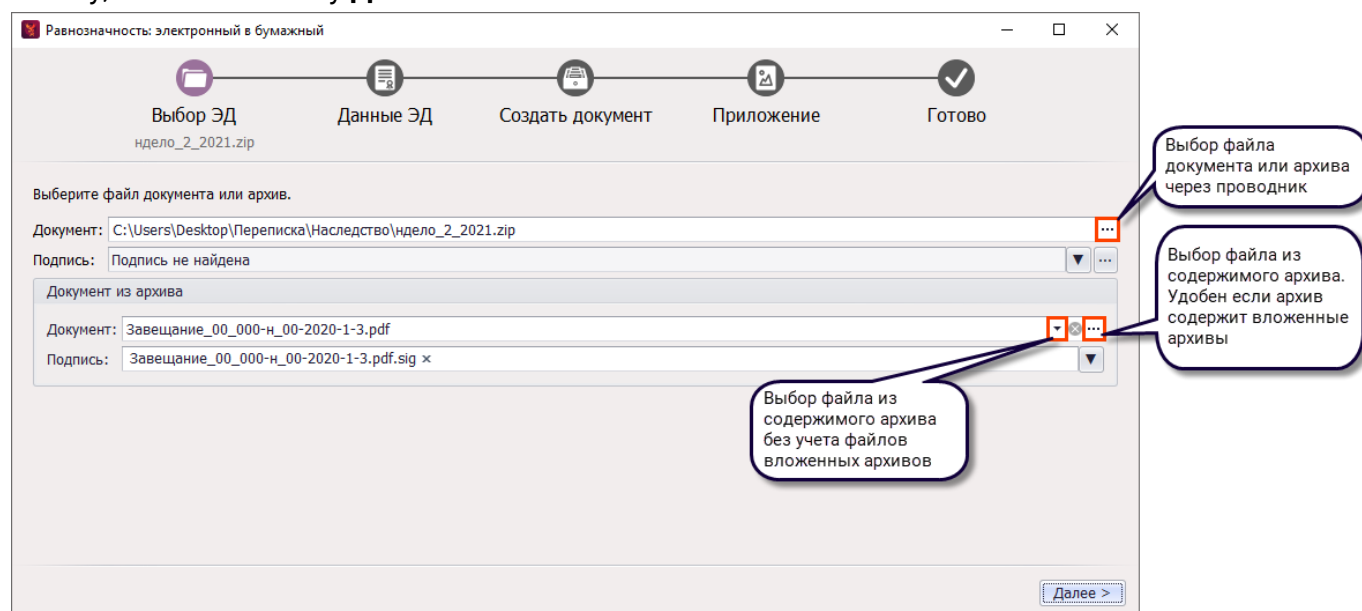 Равнозначность: электронный в бумажный
Выбор ЭД
Данные ЭД
Создать документ
Приложение
Готово
ндело_2_2021.zip
Выберите файл документа или архив.
Документ: C:\Users\Desktop\Переписка\Наследство\ндело_2_2021.zip
Подпись: Подпись не найдена
Документ из архива
Документ: Завещание_00_000-н_00-2020-1-3.pdf
Подпись: Завещание_00_000-н_00-2020-1-3.pdf.sig ×
Выбор файла
документа или архива
через проводник
Выбор файла из
содержимого архива.
Удобен если архив
содержит вложенные
архивы
Выбор файла из
содержимого архива
без учета файлов
вложенных архивов
Далее >